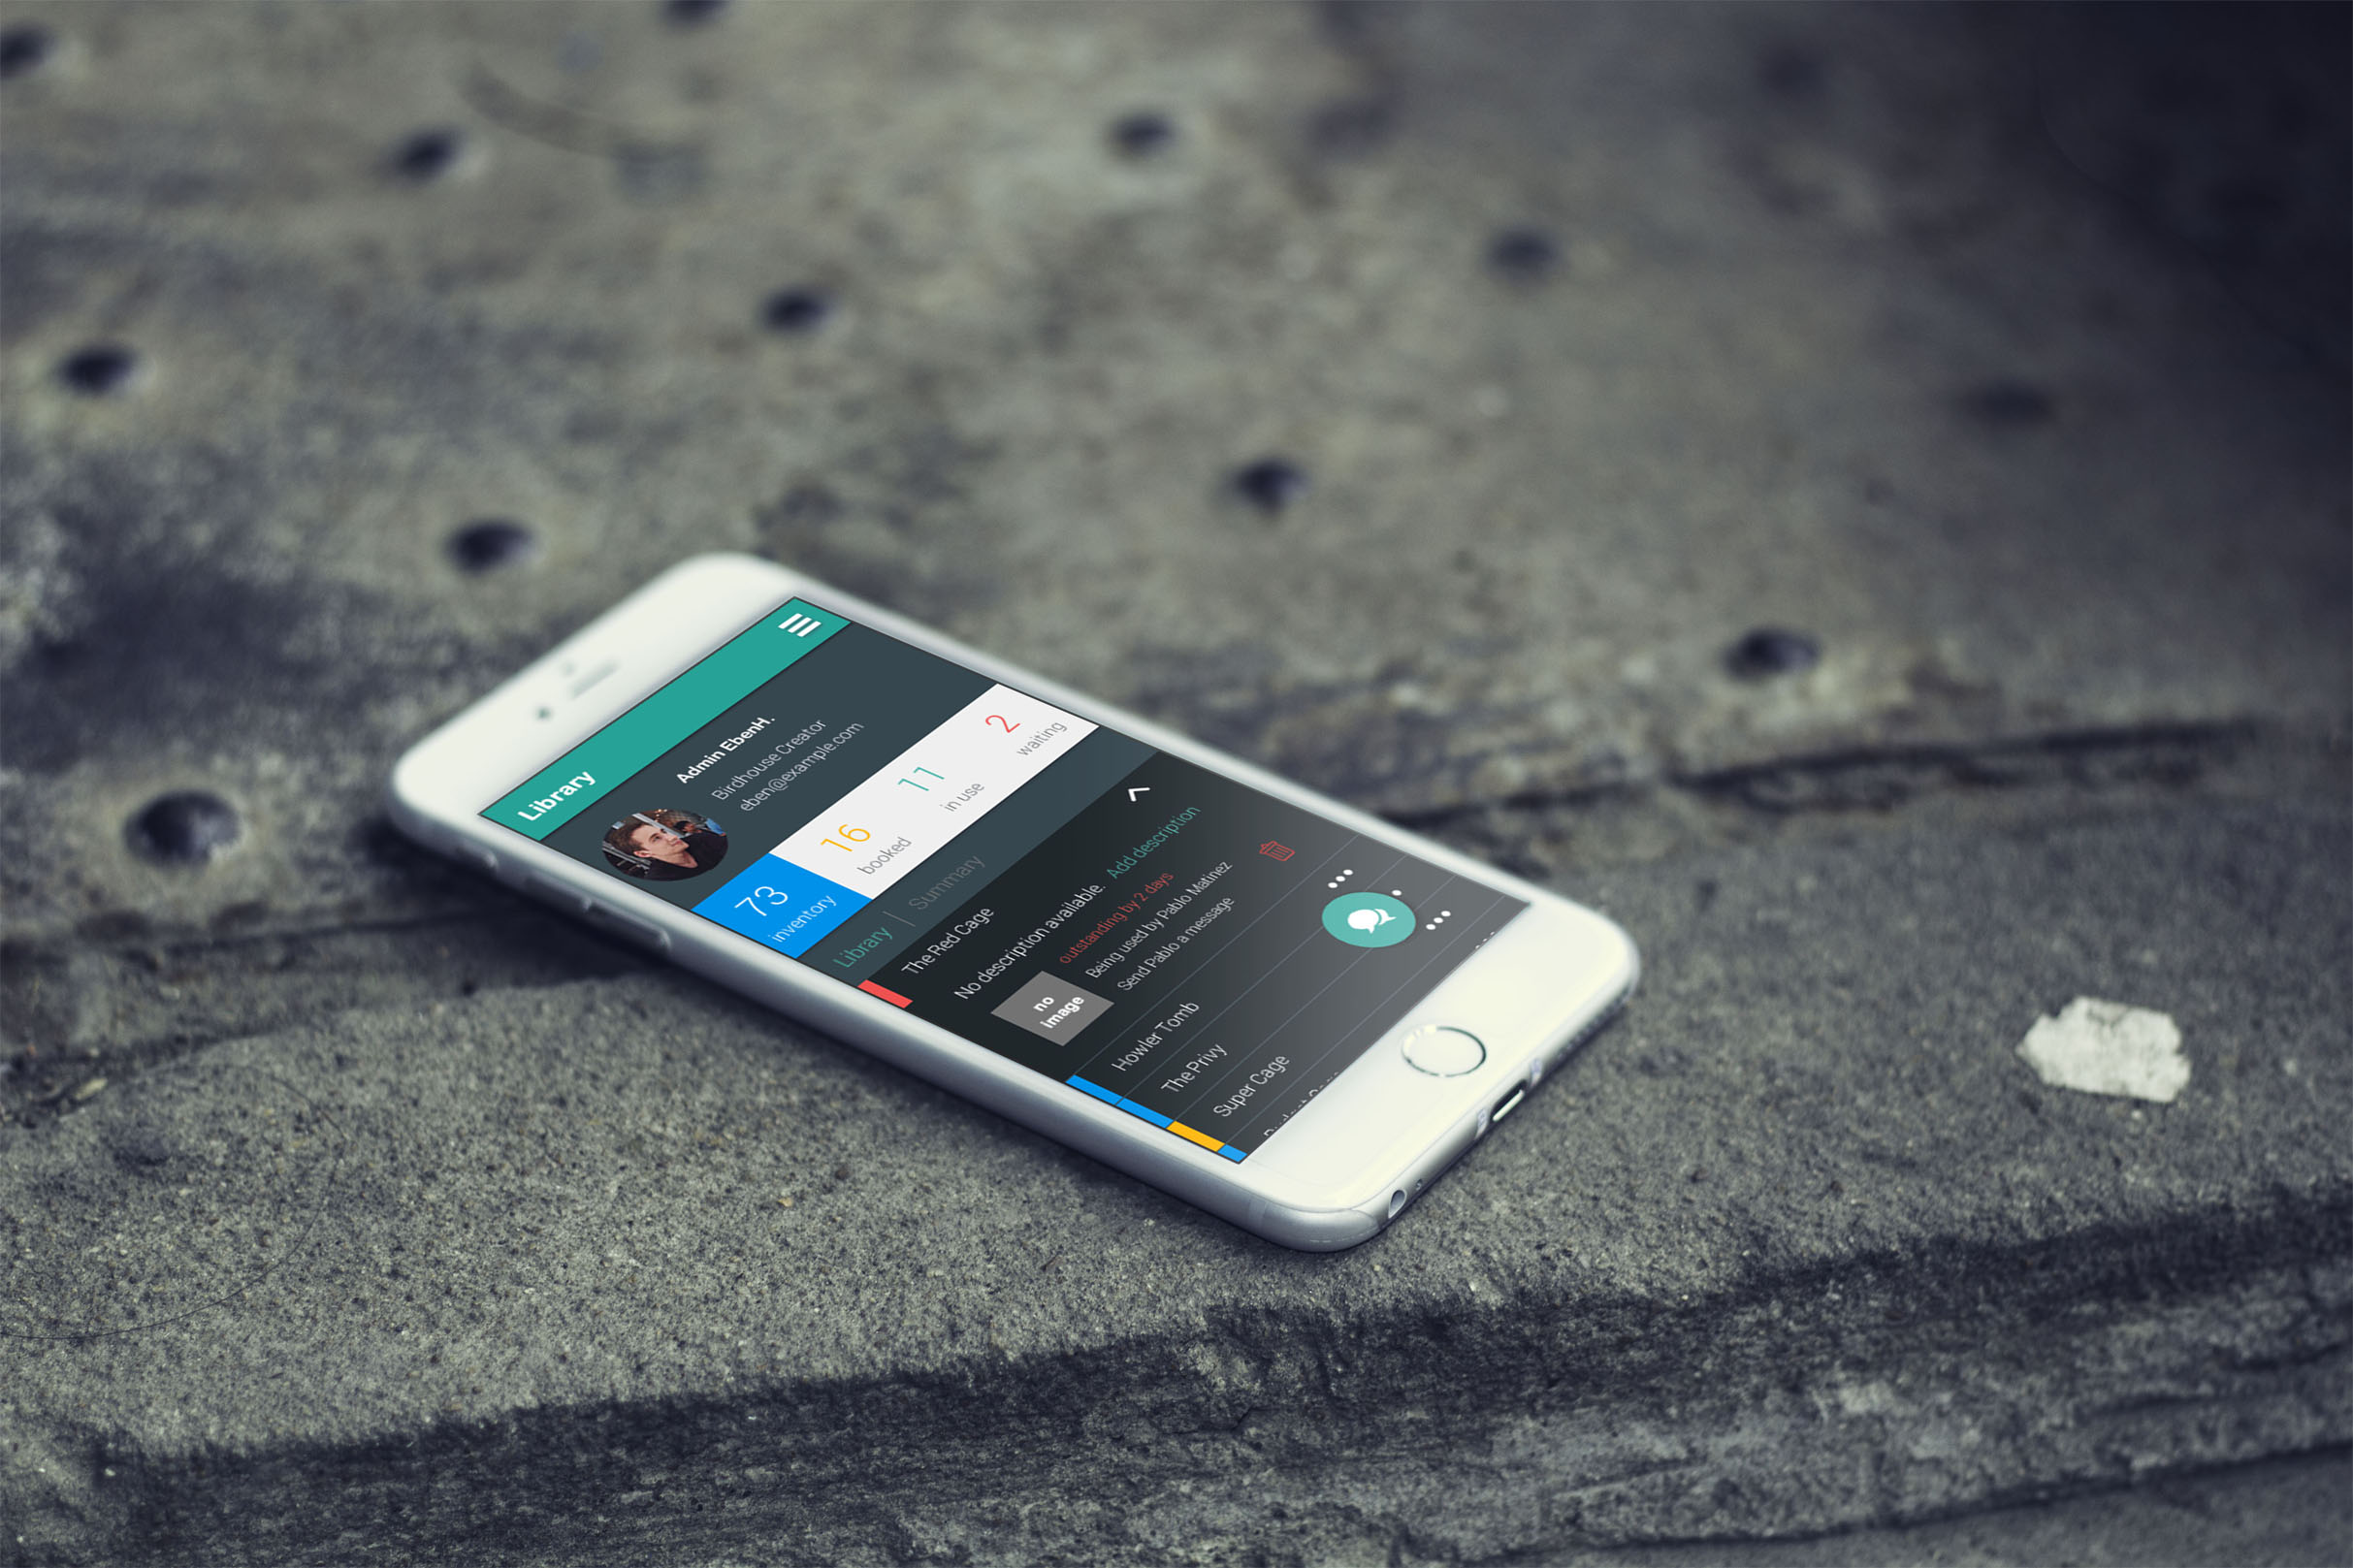 Library
Admin EbenH.
Birdhouse Creator
eben@example.com
73
inventory
16
booked
11
in use
2
waiting
Library | Summary
The Red Cage
No description available. Add description
no
image
outstanding by 2 days
Being used by Pablo Matinez
Send Pablo a message
Howler Tomb
The Privy
Super Cage